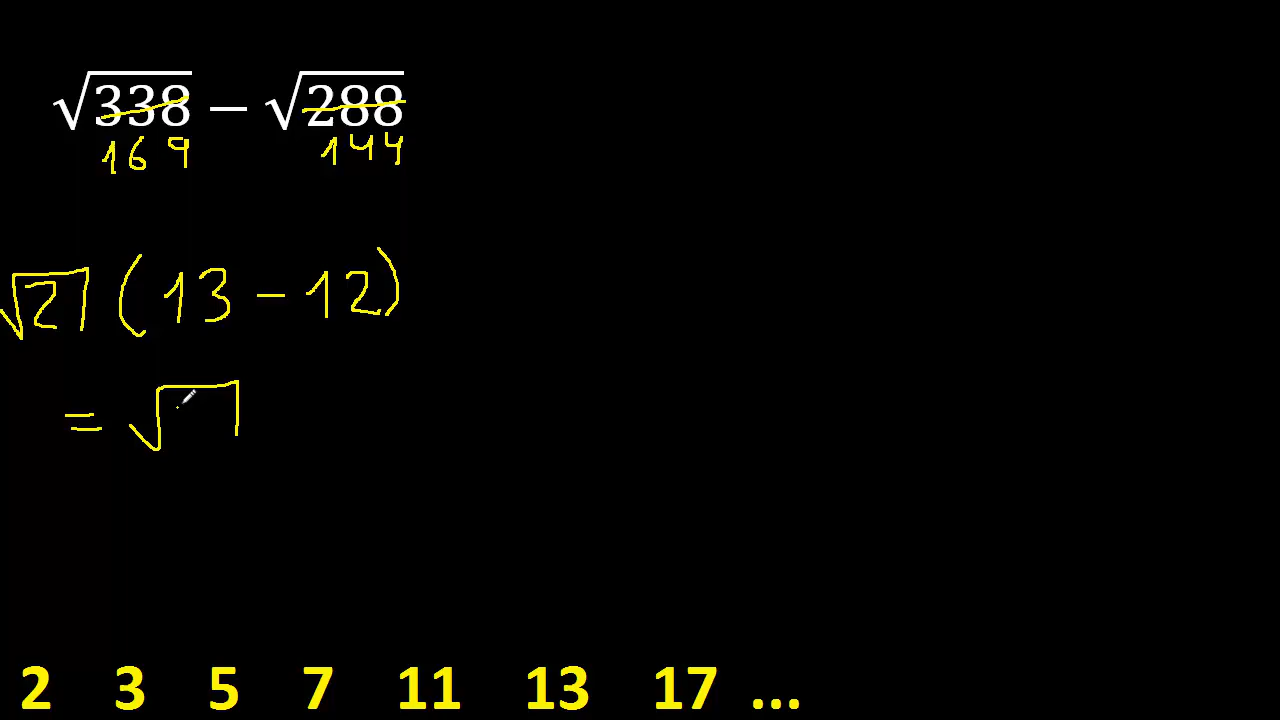 √338 − √288
169 144
√2 (13 − 12)
= √
2 3 5 7 11 13 17 ...